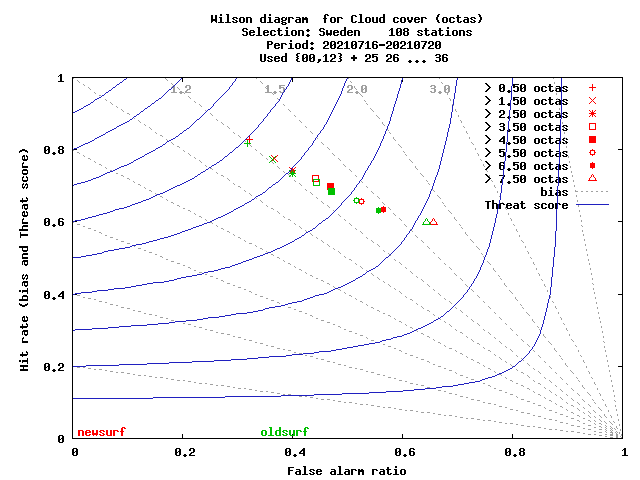 Wilson diagram for Cloud cover (octas)
Selection: Sweden 108 stations
Period: 20210716-20210720
Used {00,12} + 25 26 ... 36
1
0.8
0.6
0.4
0.2
0
Hit rate (bias and Threat score)
1.2
1.5
2.0
3.0
> 0.50 octas
> 1.50 octas
> 2.50 octas
> 3.50 octas
> 4.50 octas
> 5.50 octas
> 6.50 octas
> 7.50 octas
bias
Threat score
newsurf
oldsurf
0
0.2
0.4
0.6
0.8
1
False alarm ratio